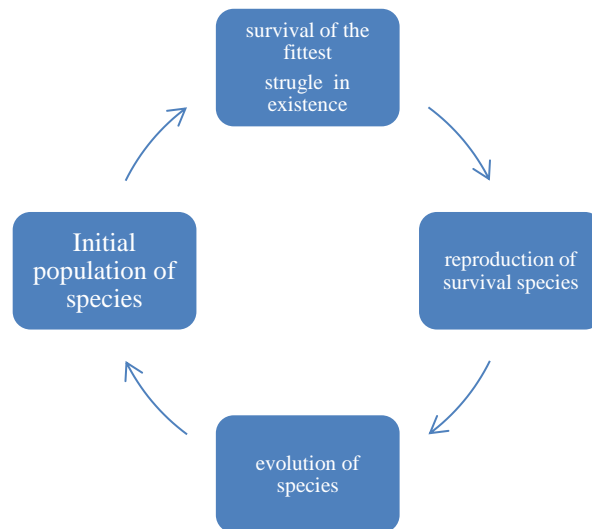 survival of the
fittest
strugle in
existence
Initial
population of
species
reproduction of
survival species
evolution of
species